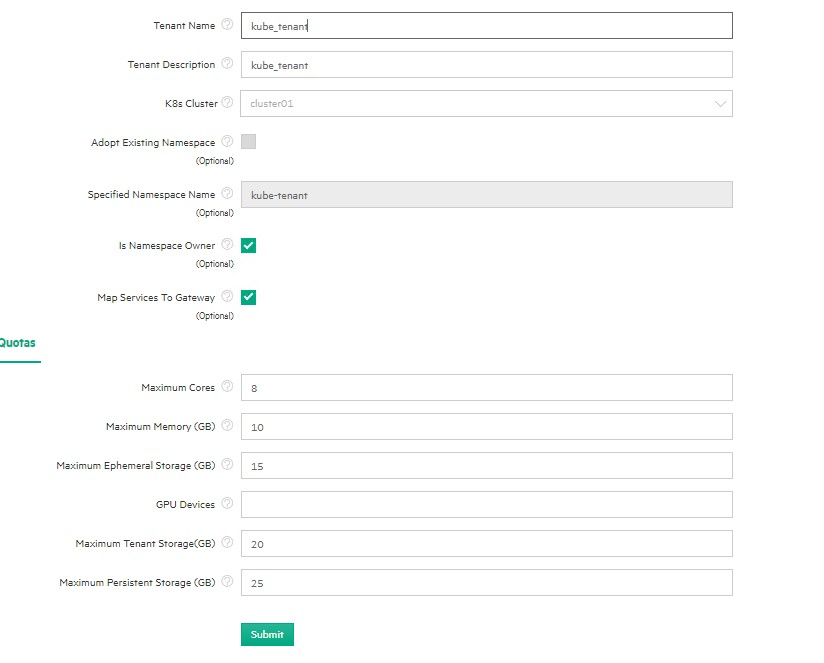 Tenant Name kube_tenant
Tenant Description kube_tenant
K8s Cluster cluster01
Adopt Existing Namespace
(Optional)
Specified Namespace Name kube-tenant
(Optional)
Is Namespace Owner
(Optional)
Map Services To Gateway
(Optional)
Quotas
Maximum Cores 8
Maximum Memory (GB) 10
Maximum Ephemeral Storage (GB) 15
GPU Devices
Maximum Tenant Storage(GB) 20
Maximum Persistent Storage (GB) 25
Submit